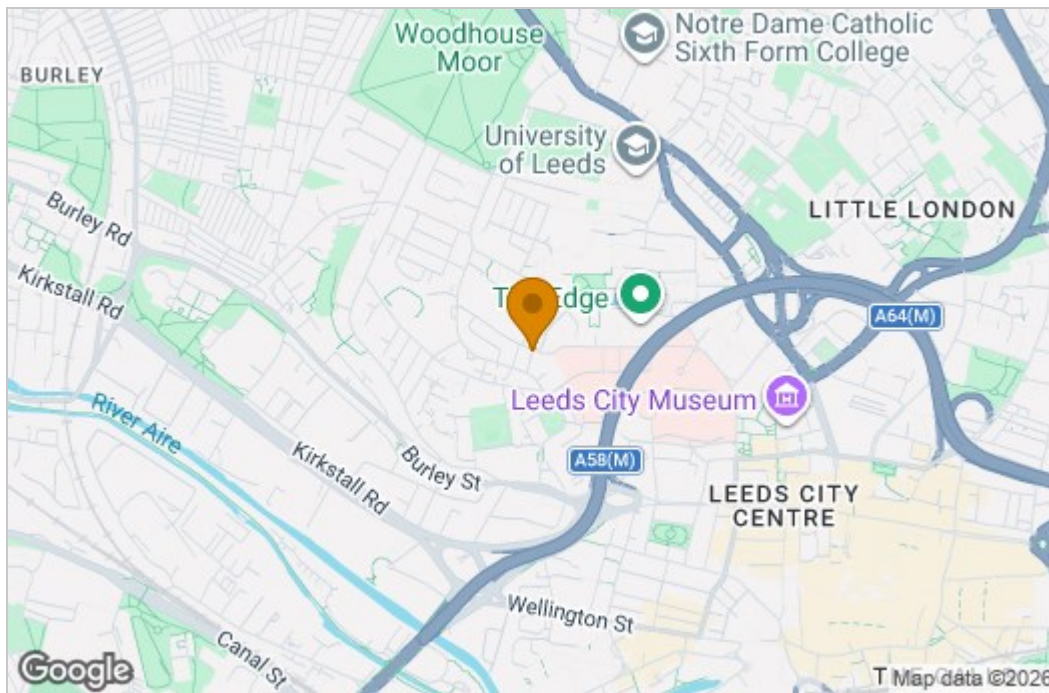 Woodhouse
Moor
Notre Dame Catholic
Sixth Form College
BURLEY
University
of Leeds
LITTLE LONDON
Burley Rd
Kirkstall Rd
Edge
A64(M)
Leeds City Museum
River Aire
Kirkstall Rd
Burley St
A58(M)
LEEDS CITY
CENTRE
Wellington St
Canal St
Google
Map data ©2026